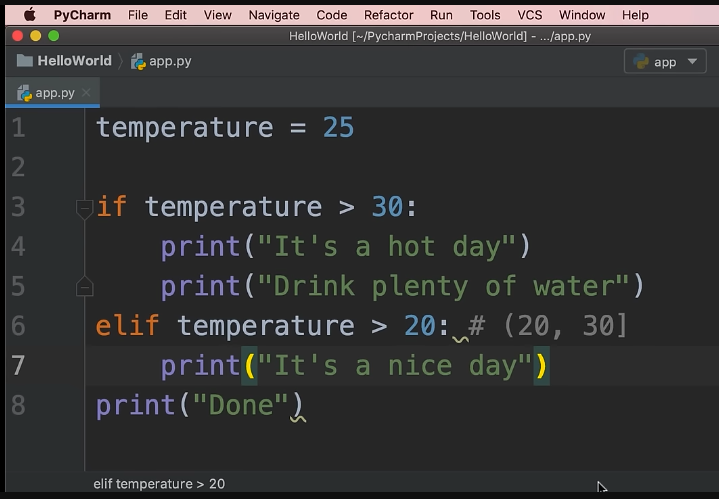 PyCharm File Edit View Navigate Code Refactor Run Tools VCS Window Help
HelloWorld [~/PycharmProjects/HelloWorld] - .../app.py
HelloWorld app.py app
app.py
1 temperature = 25
2
3 if temperature > 30:
4     print("It's a hot day")
5     print("Drink plenty of water")
6 elif temperature > 20: # (20, 30]
7     print("It's a nice day")
8 print("Done")
elif temperature > 20